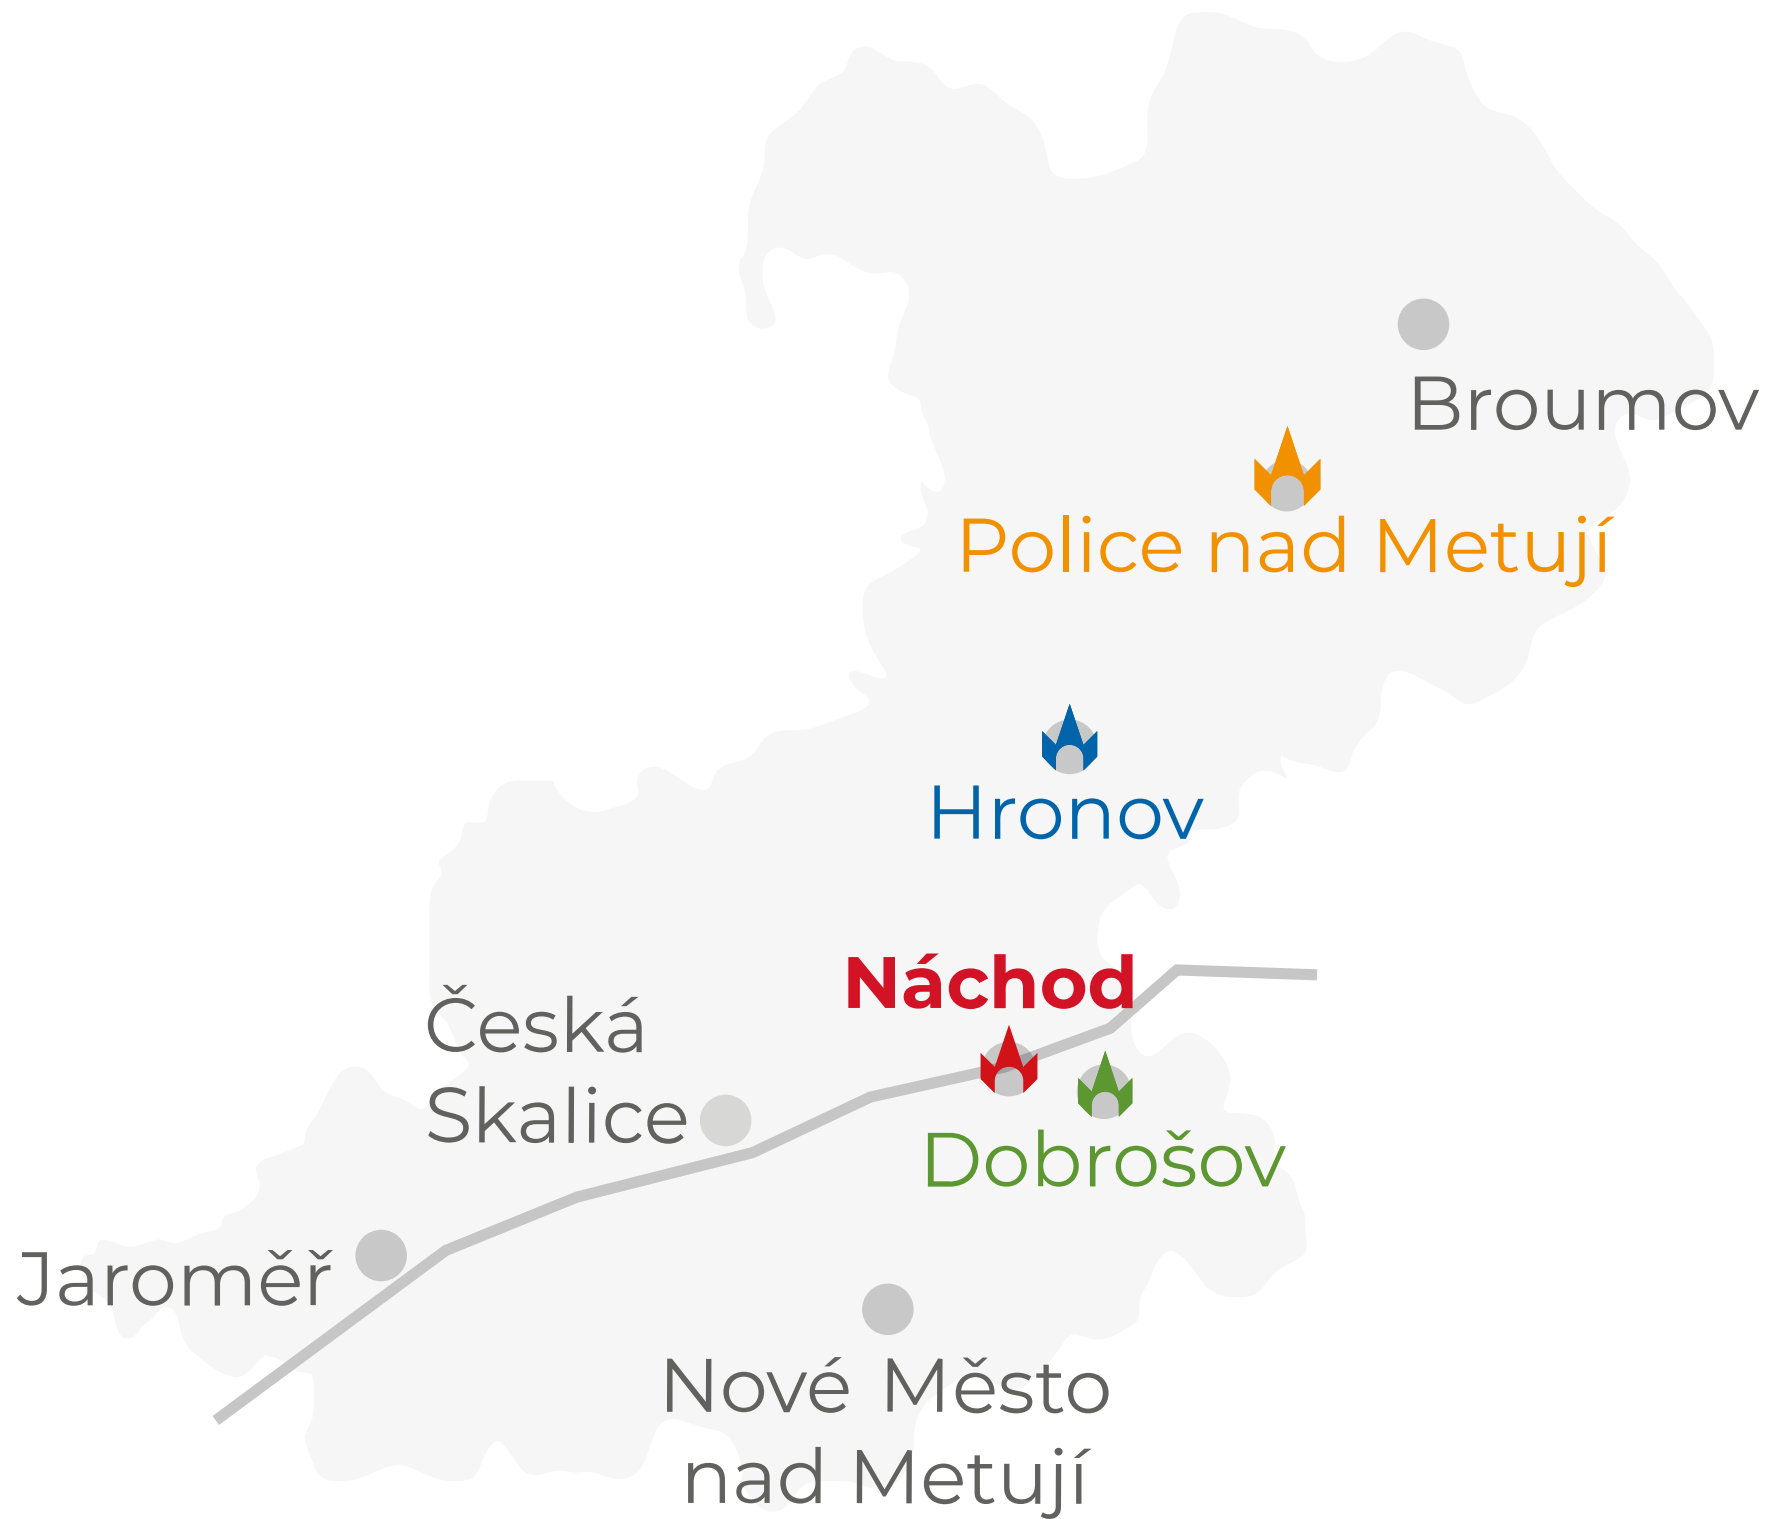 Broumov
Police nad Metují
Hronov
Náchod
Česká
Skalice
Dobrošov
Jaroměř
Nové Město
nad Metují